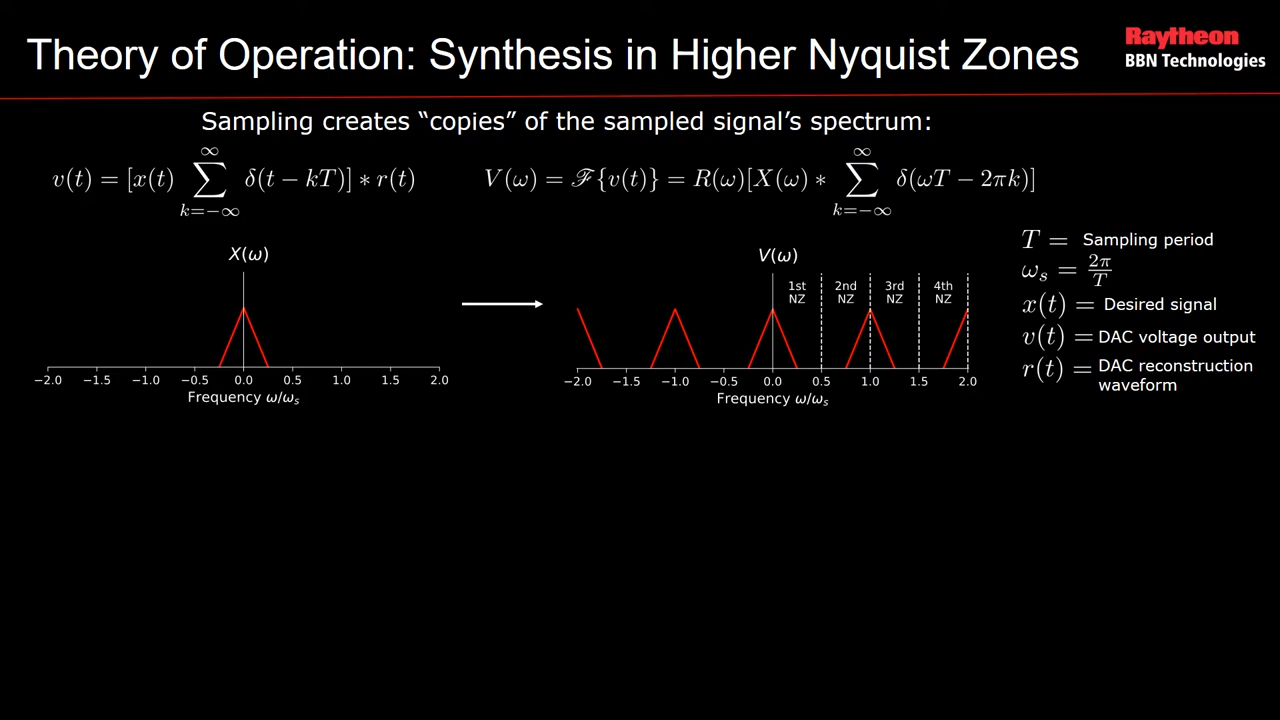 Theory of Operation: Synthesis in Higher Nyquist Zones
Raytheon
BBN Technologies
Sampling creates “copies” of the sampled signal’s spectrum:
v(t) = [x(t) ∑_{k=−∞}^{∞} δ(t − kT)] ∗ r(t)
V(ω) = ℱ{v(t)} = R(ω)[X(ω) ∗ ∑_{k=−∞}^{∞} δ(ωT − 2πk)]
X(ω)
−2.0 −1.5 −1.0 −0.5 0.0 0.5 1.0 1.5 2.0
Frequency ω/ω_s
V(ω)
1st NZ
2nd NZ
3rd NZ
4th NZ
−2.0 −1.5 −1.0 −0.5 0.0 0.5 1.0 1.5 2.0
Frequency ω/ω_s
T = Sampling period
ω_s = 2π/T
x(t) = Desired signal
v(t) = DAC voltage output
r(t) = DAC reconstruction
waveform